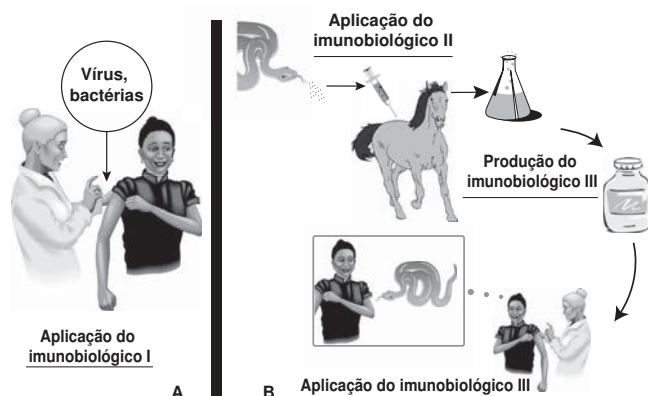 Vírus,
bactérias
Aplicação do
imunobiológico I
A
Aplicação do
imunobiológico II
Produção do
imunobiológico III
B
Aplicação do imunobiológico III